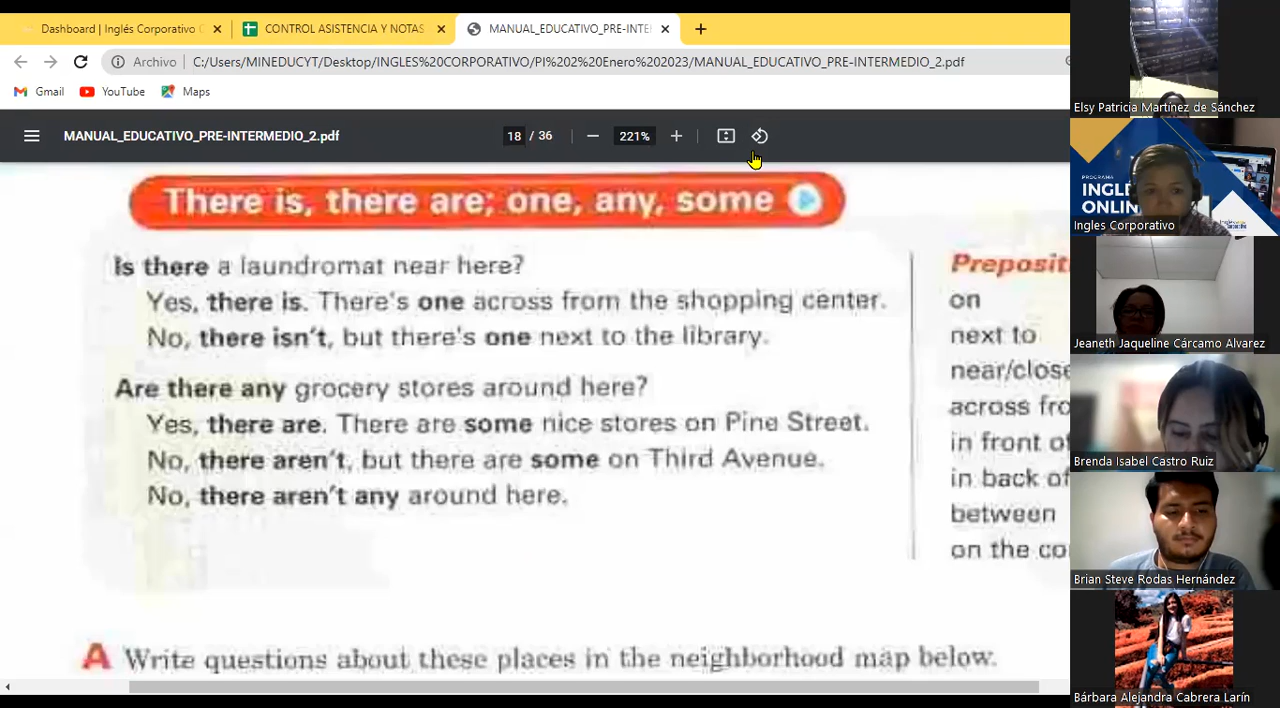 Dashboard | Inglés Corporativo
CONTROL ASISTENCIA Y NOTAS
MANUAL_EDUCATIVO_PRE-INTE
Archivo
C:/Users/MINEDUCYT/Desktop/INGLES%20CORPORATIVO/PI%202%20Enero%202023/MANUAL_EDUCATIVO_PRE-INTERMEDIO_2.pdf
Gmail
YouTube
Maps
MANUAL_EDUCATIVO_PRE-INTERMEDIO_2.pdf
18 / 36
221%
There is, there are; one, any, some
Is there a laundromat near here?
Yes, there is. There's one across from the shopping center.
No, there isn't, but there's one next to the library.
Are there any grocery stores around here?
Yes, there are. There are some nice stores on Pine Street.
No, there aren't, but there are some on Third Avenue.
No, there aren't any around here.
Preposit
on
next to
near/close
across fro
in front of
in back of
between
on the co
A Write questions about these places in the neighborhood map below.
Elsy Patricia Martínez de Sánchez
PROGRAMA
INGL
ONLIN
Ingles Corporativo
Jeaneth Jaqueline Cárcamo Alvarez
Brenda Isabel Castro Ruiz
Brian Steve Rodas Hernández
Bárbara Alejandra Cabrera Larín